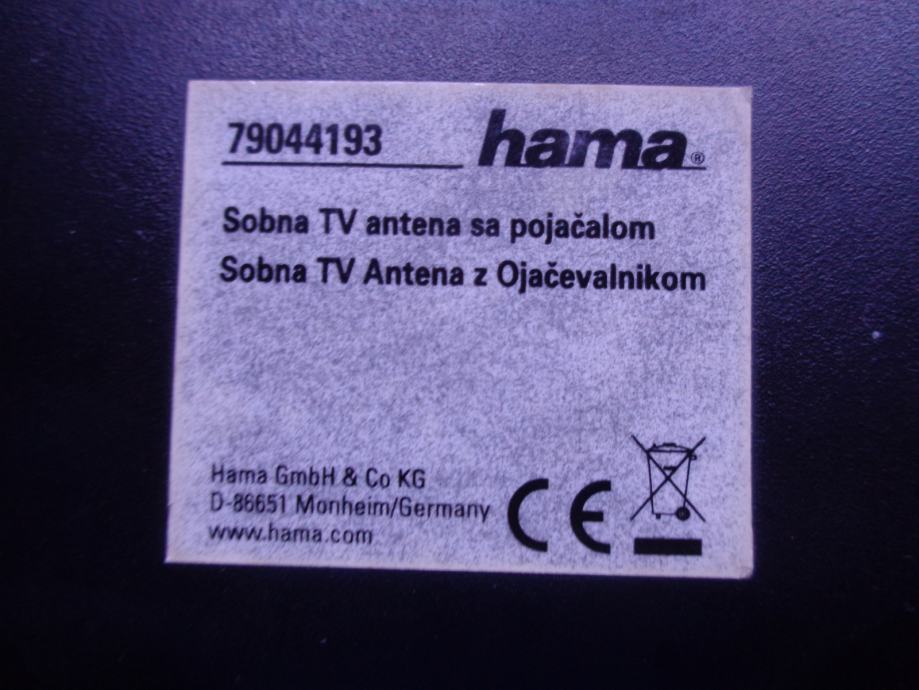 79044193 hama®
Sobna TV antena sa pojačalom
Sobna TV Antena z Ojačevalnikom
Hama GmbH & Co KG
D-86651 Monheim/Germany
www.hama.com
CE